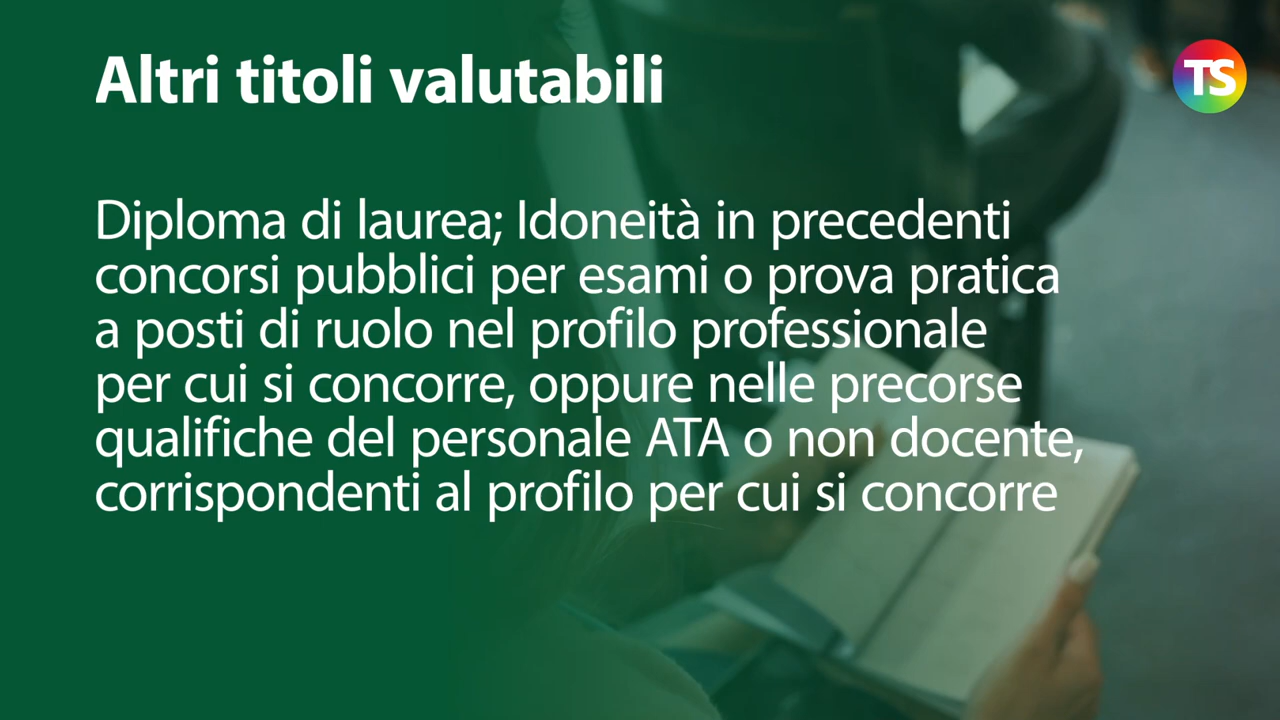 Altri titoli valutabili
TS
Diploma di laurea; Idoneità in precedenti
concorsi pubblici per esami o prova pratica
a posti di ruolo nel profilo professionale
per cui si concorre, oppure nelle precorse
qualifiche del personale ATA o non docente,
corrispondenti al profilo per cui si concorre